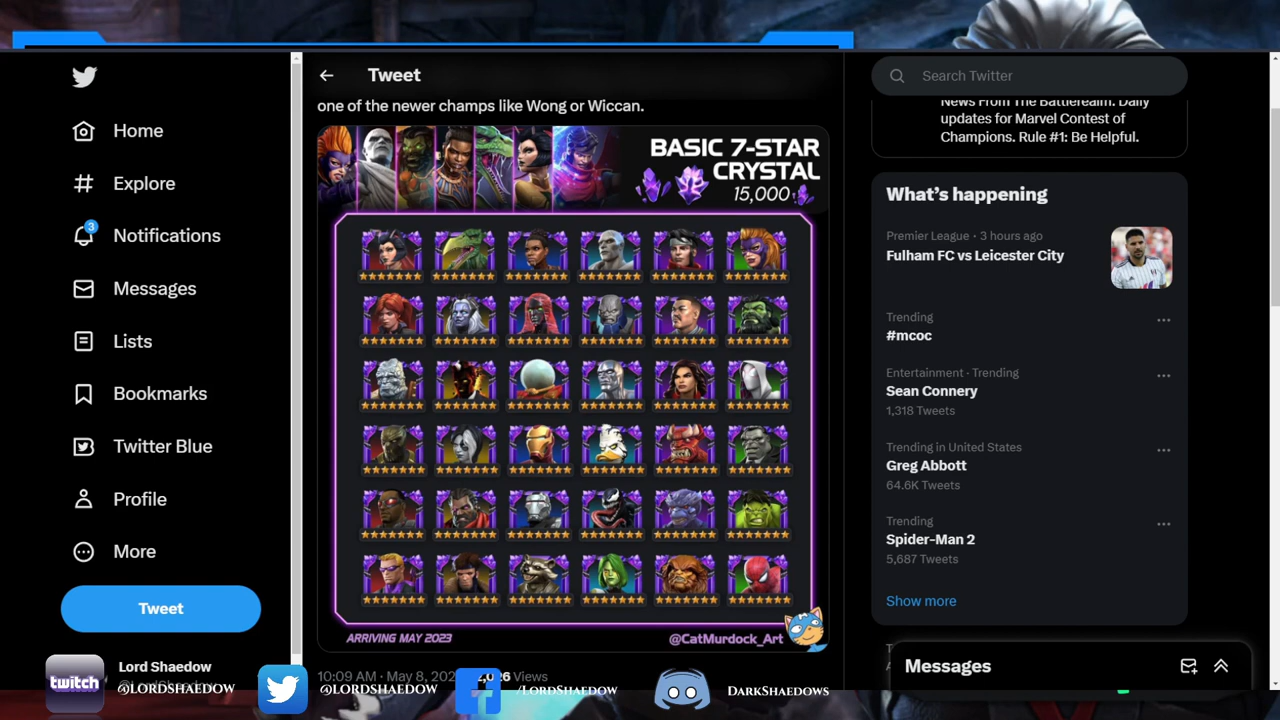 Home
Explore
3
Notifications
Messages
Lists
Bookmarks
Twitter Blue
Profile
More
Tweet
Lord Shaedow
Tweet
one of the newer champs like Wong or Wiccan.
BASIC 7-STAR
CRYSTAL
15,000
ARRIVING MAY 2023
@CatMurdock_Art
10:09 AM · May 8, 202
Views
Search Twitter
News From The Battlerealm. Daily
updates for Marvel Contest of
Champions. Rule #1: Be Helpful.
What's happening
Premier League · 3 hours ago
Fulham FC vs Leicester City
Trending
#mcoc
Entertainment · Trending
Sean Connery
1,318 Tweets
Trending in United States
Greg Abbott
64.6K Tweets
Trending
Spider-Man 2
5,687 Tweets
Show more
Messages
twitch
@LORDSHAEDOW
@LORDSHAEDOW
/LORDSHAEDOW
DARKSHAEDOWS